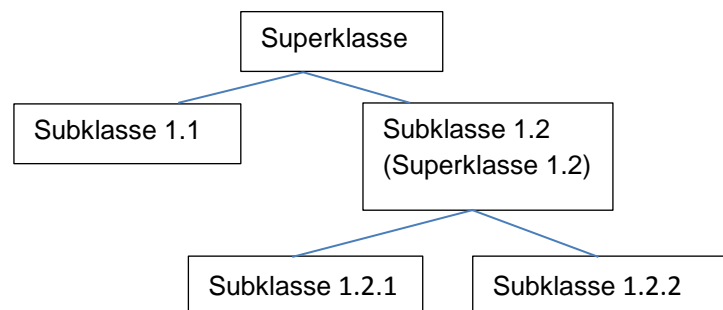 Superklasse
Subklasse 1.1
Subklasse 1.2
(Superklasse 1.2)
Subklasse 1.2.1
Subklasse 1.2.2